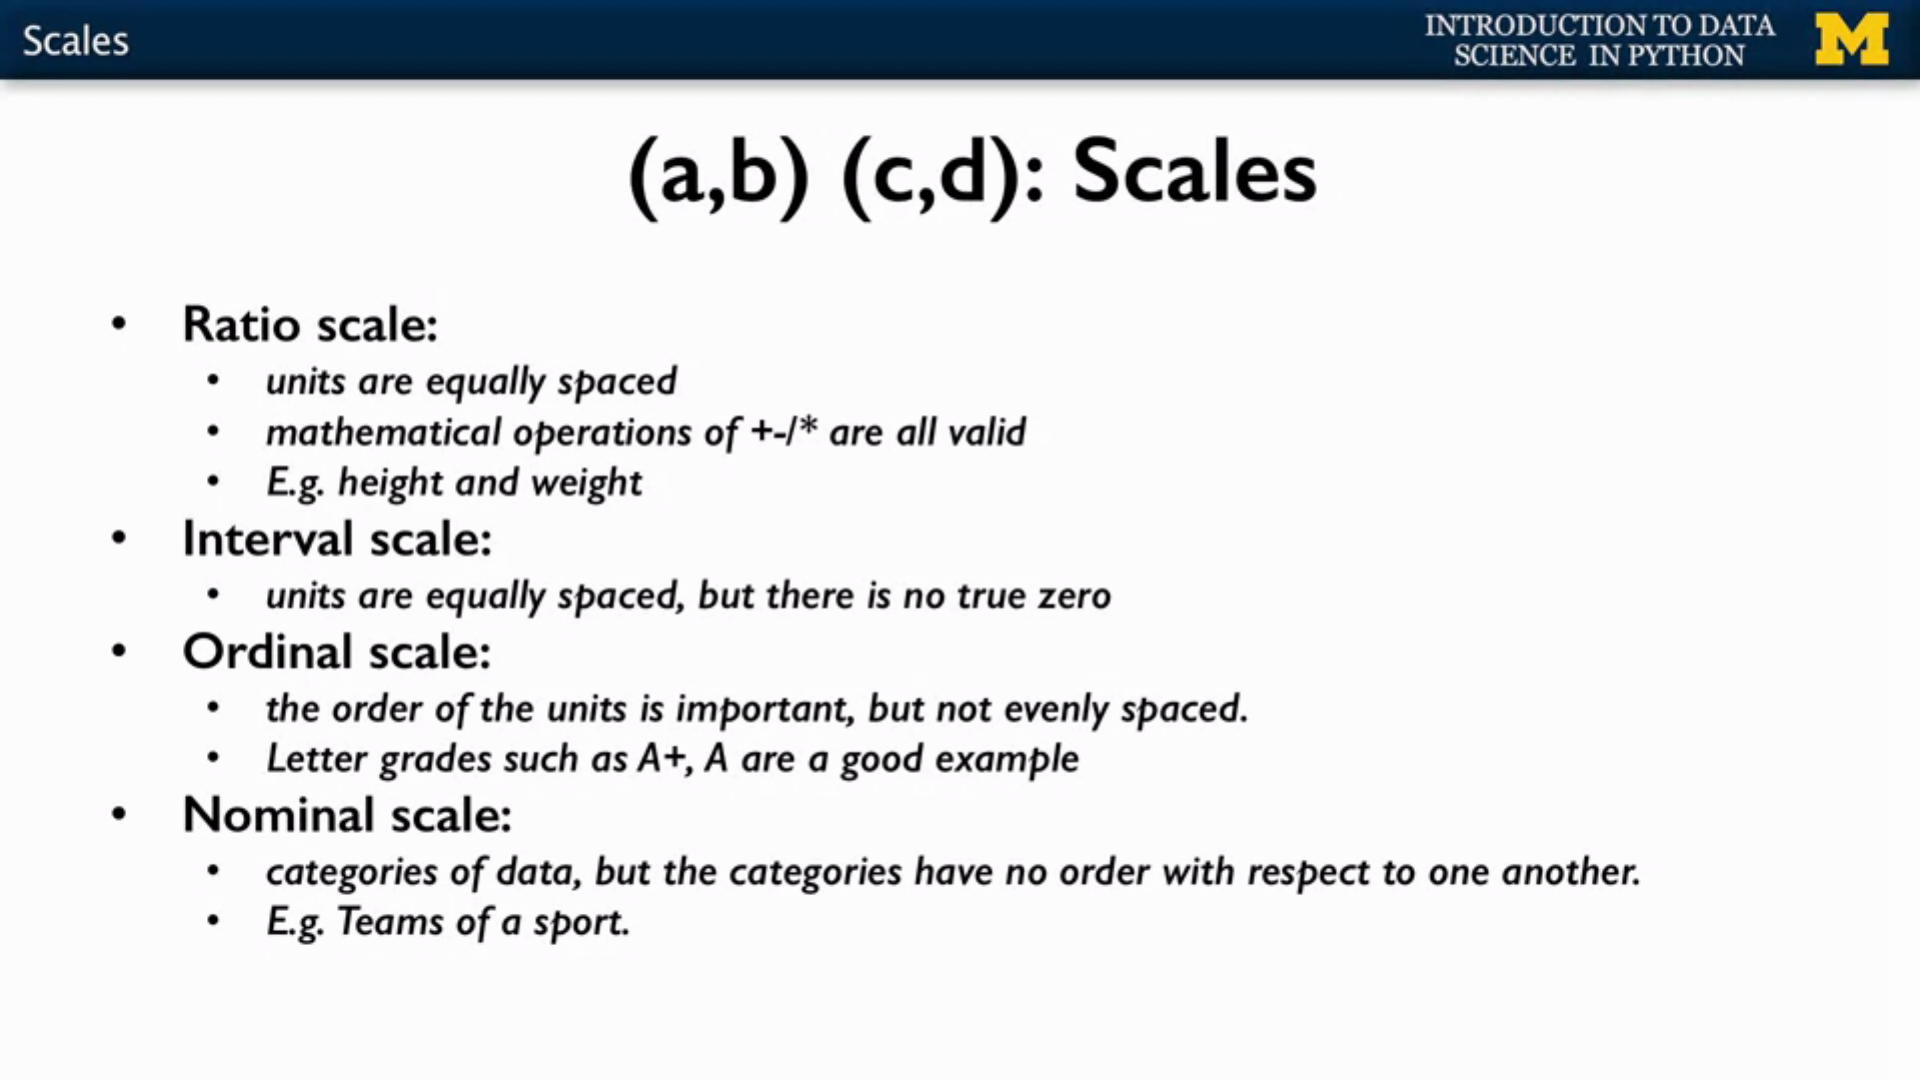 Scales
INTRODUCTION TO DATA
SCIENCE IN PYTHON
M
(a,b) (c,d): Scales
• Ratio scale:
• units are equally spaced
• mathematical operations of +-/* are all valid
• E.g. height and weight
• Interval scale:
• units are equally spaced, but there is no true zero
• Ordinal scale:
• the order of the units is important, but not evenly spaced.
• Letter grades such as A+, A are a good example
• Nominal scale:
• categories of data, but the categories have no order with respect to one another.
• E.g. Teams of a sport.